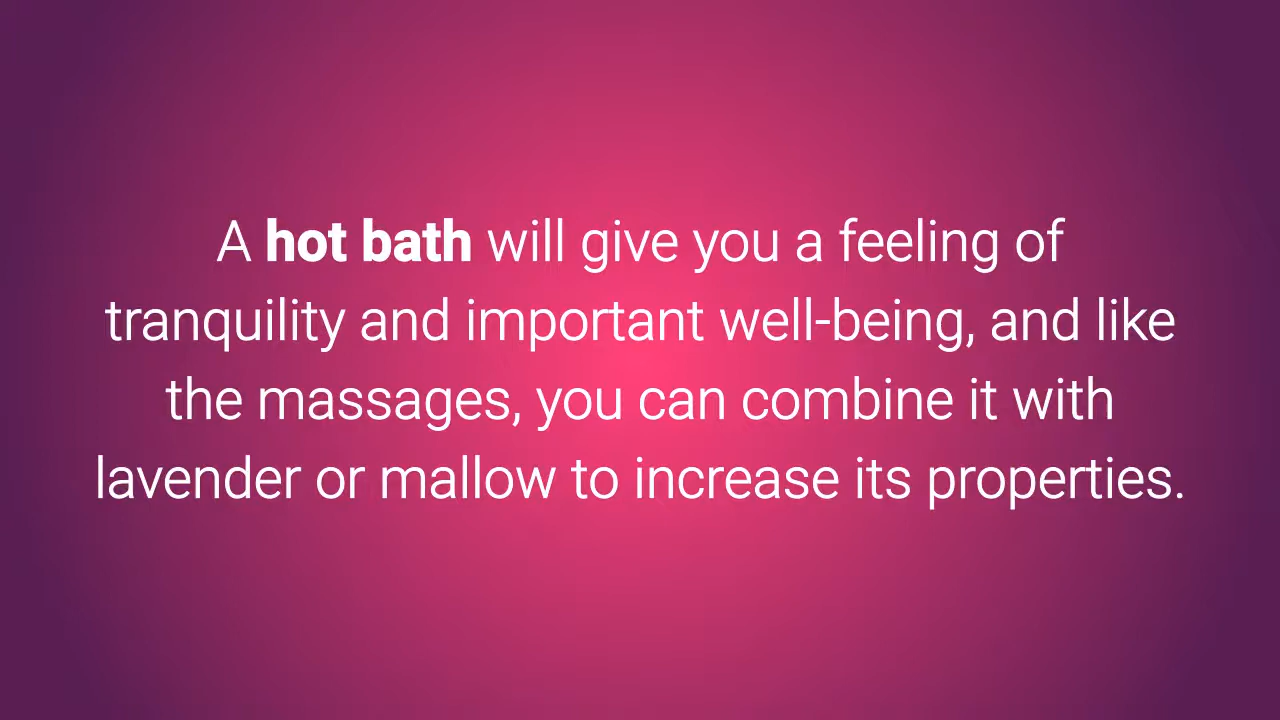 A hot bath will give you a feeling of
tranquility and important well-being, and like
the massages, you can combine it with
lavender or mallow to increase its properties.